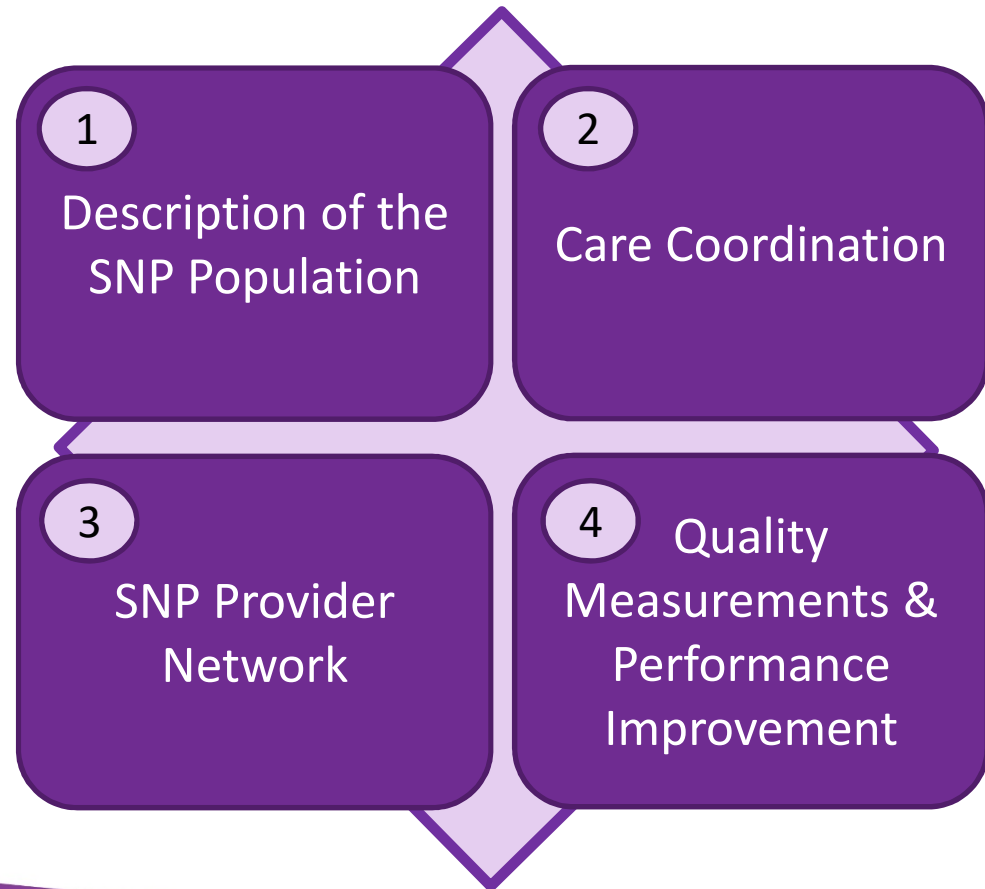 1
Description of the
SNP Population
2
Care Coordination
3
SNP Provider
Network
4
Quality
Measurements &
Performance
Improvement